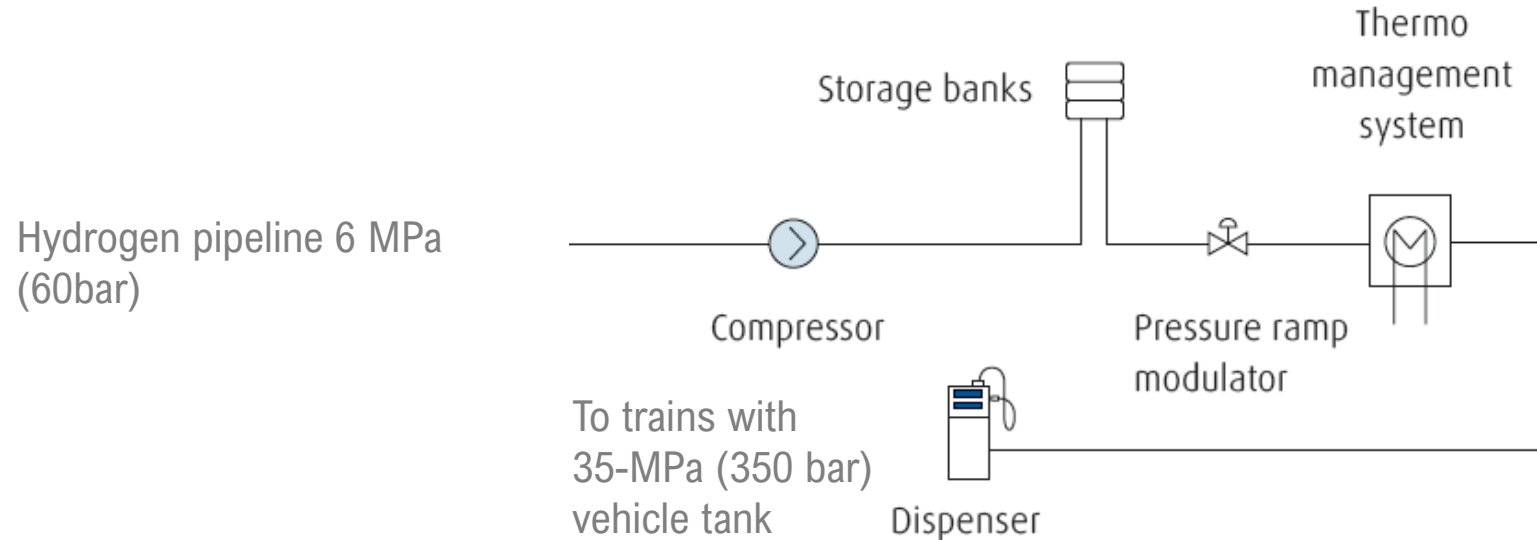 Thermo
management
system
Storage banks
Hydrogen pipeline 6 MPa
(60bar)
Compressor
Pressure ramp
modulator
To trains with
35-MPa (350 bar)
vehicle tank
Dispenser